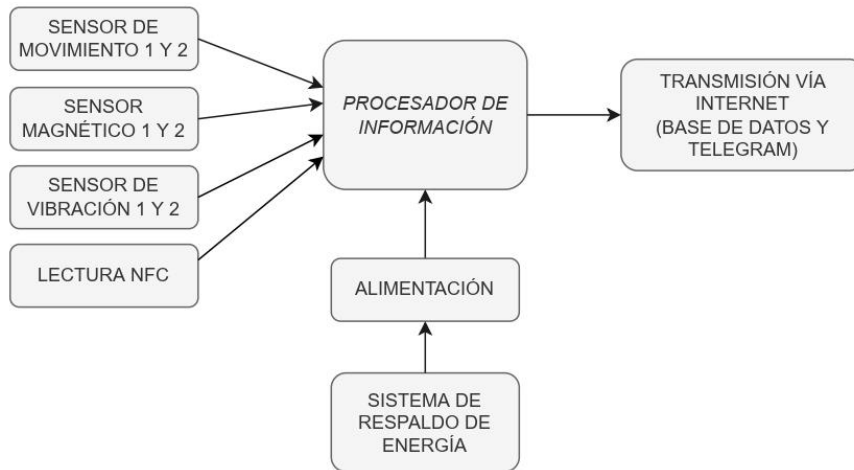 SENSOR DE
MOVIMIENTO 1 Y 2
SENSOR
MAGNÉTICO 1 Y 2
SENSOR DE
VIBRACIÓN 1 Y 2
LECTURA NFC
PROCESADOR DE
INFORMACIÓN
TRANSMISIÓN VÍA
INTERNET
(BASE DE DATOS Y
TELEGRAM)
ALIMENTACIÓN
SISTEMA DE
RESPALDO DE
ENERGÍA